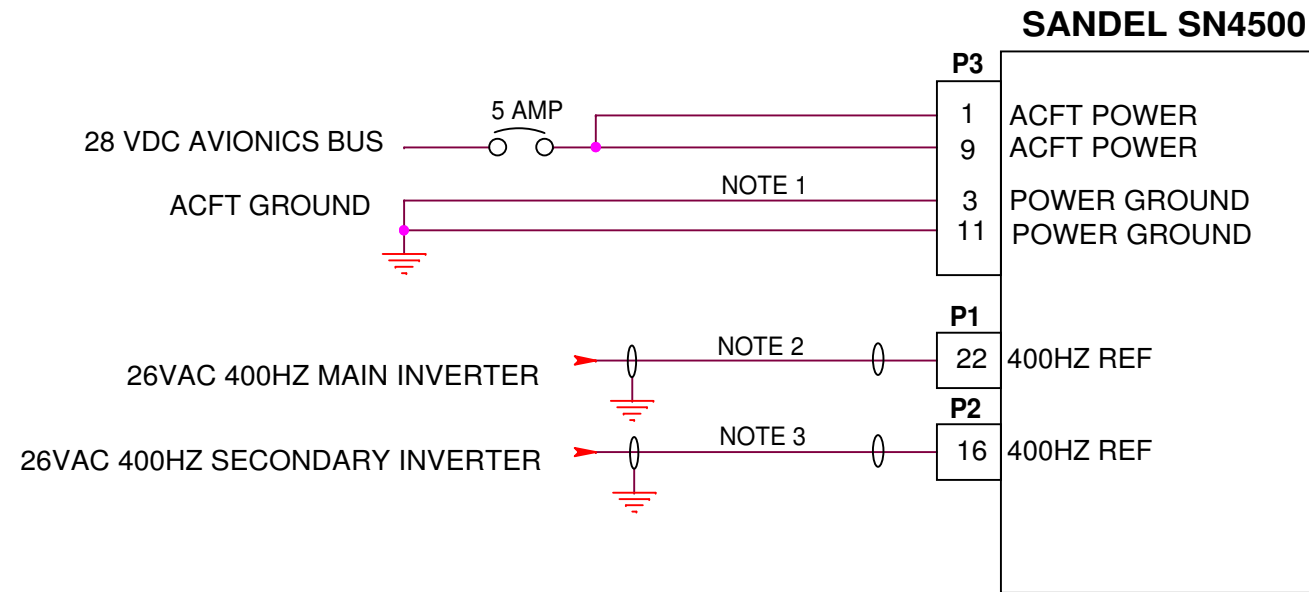 SANDEL SN4500
P3
5 AMP
28 VDC AVIONICS BUS
1 ACFT POWER
9 ACFT POWER
NOTE 1
ACFT GROUND
3 POWER GROUND
11 POWER GROUND
P1
NOTE 2
26VAC 400HZ MAIN INVERTER
22 400HZ REF
P2
NOTE 3
26VAC 400HZ SECONDARY INVERTER
16 400HZ REF